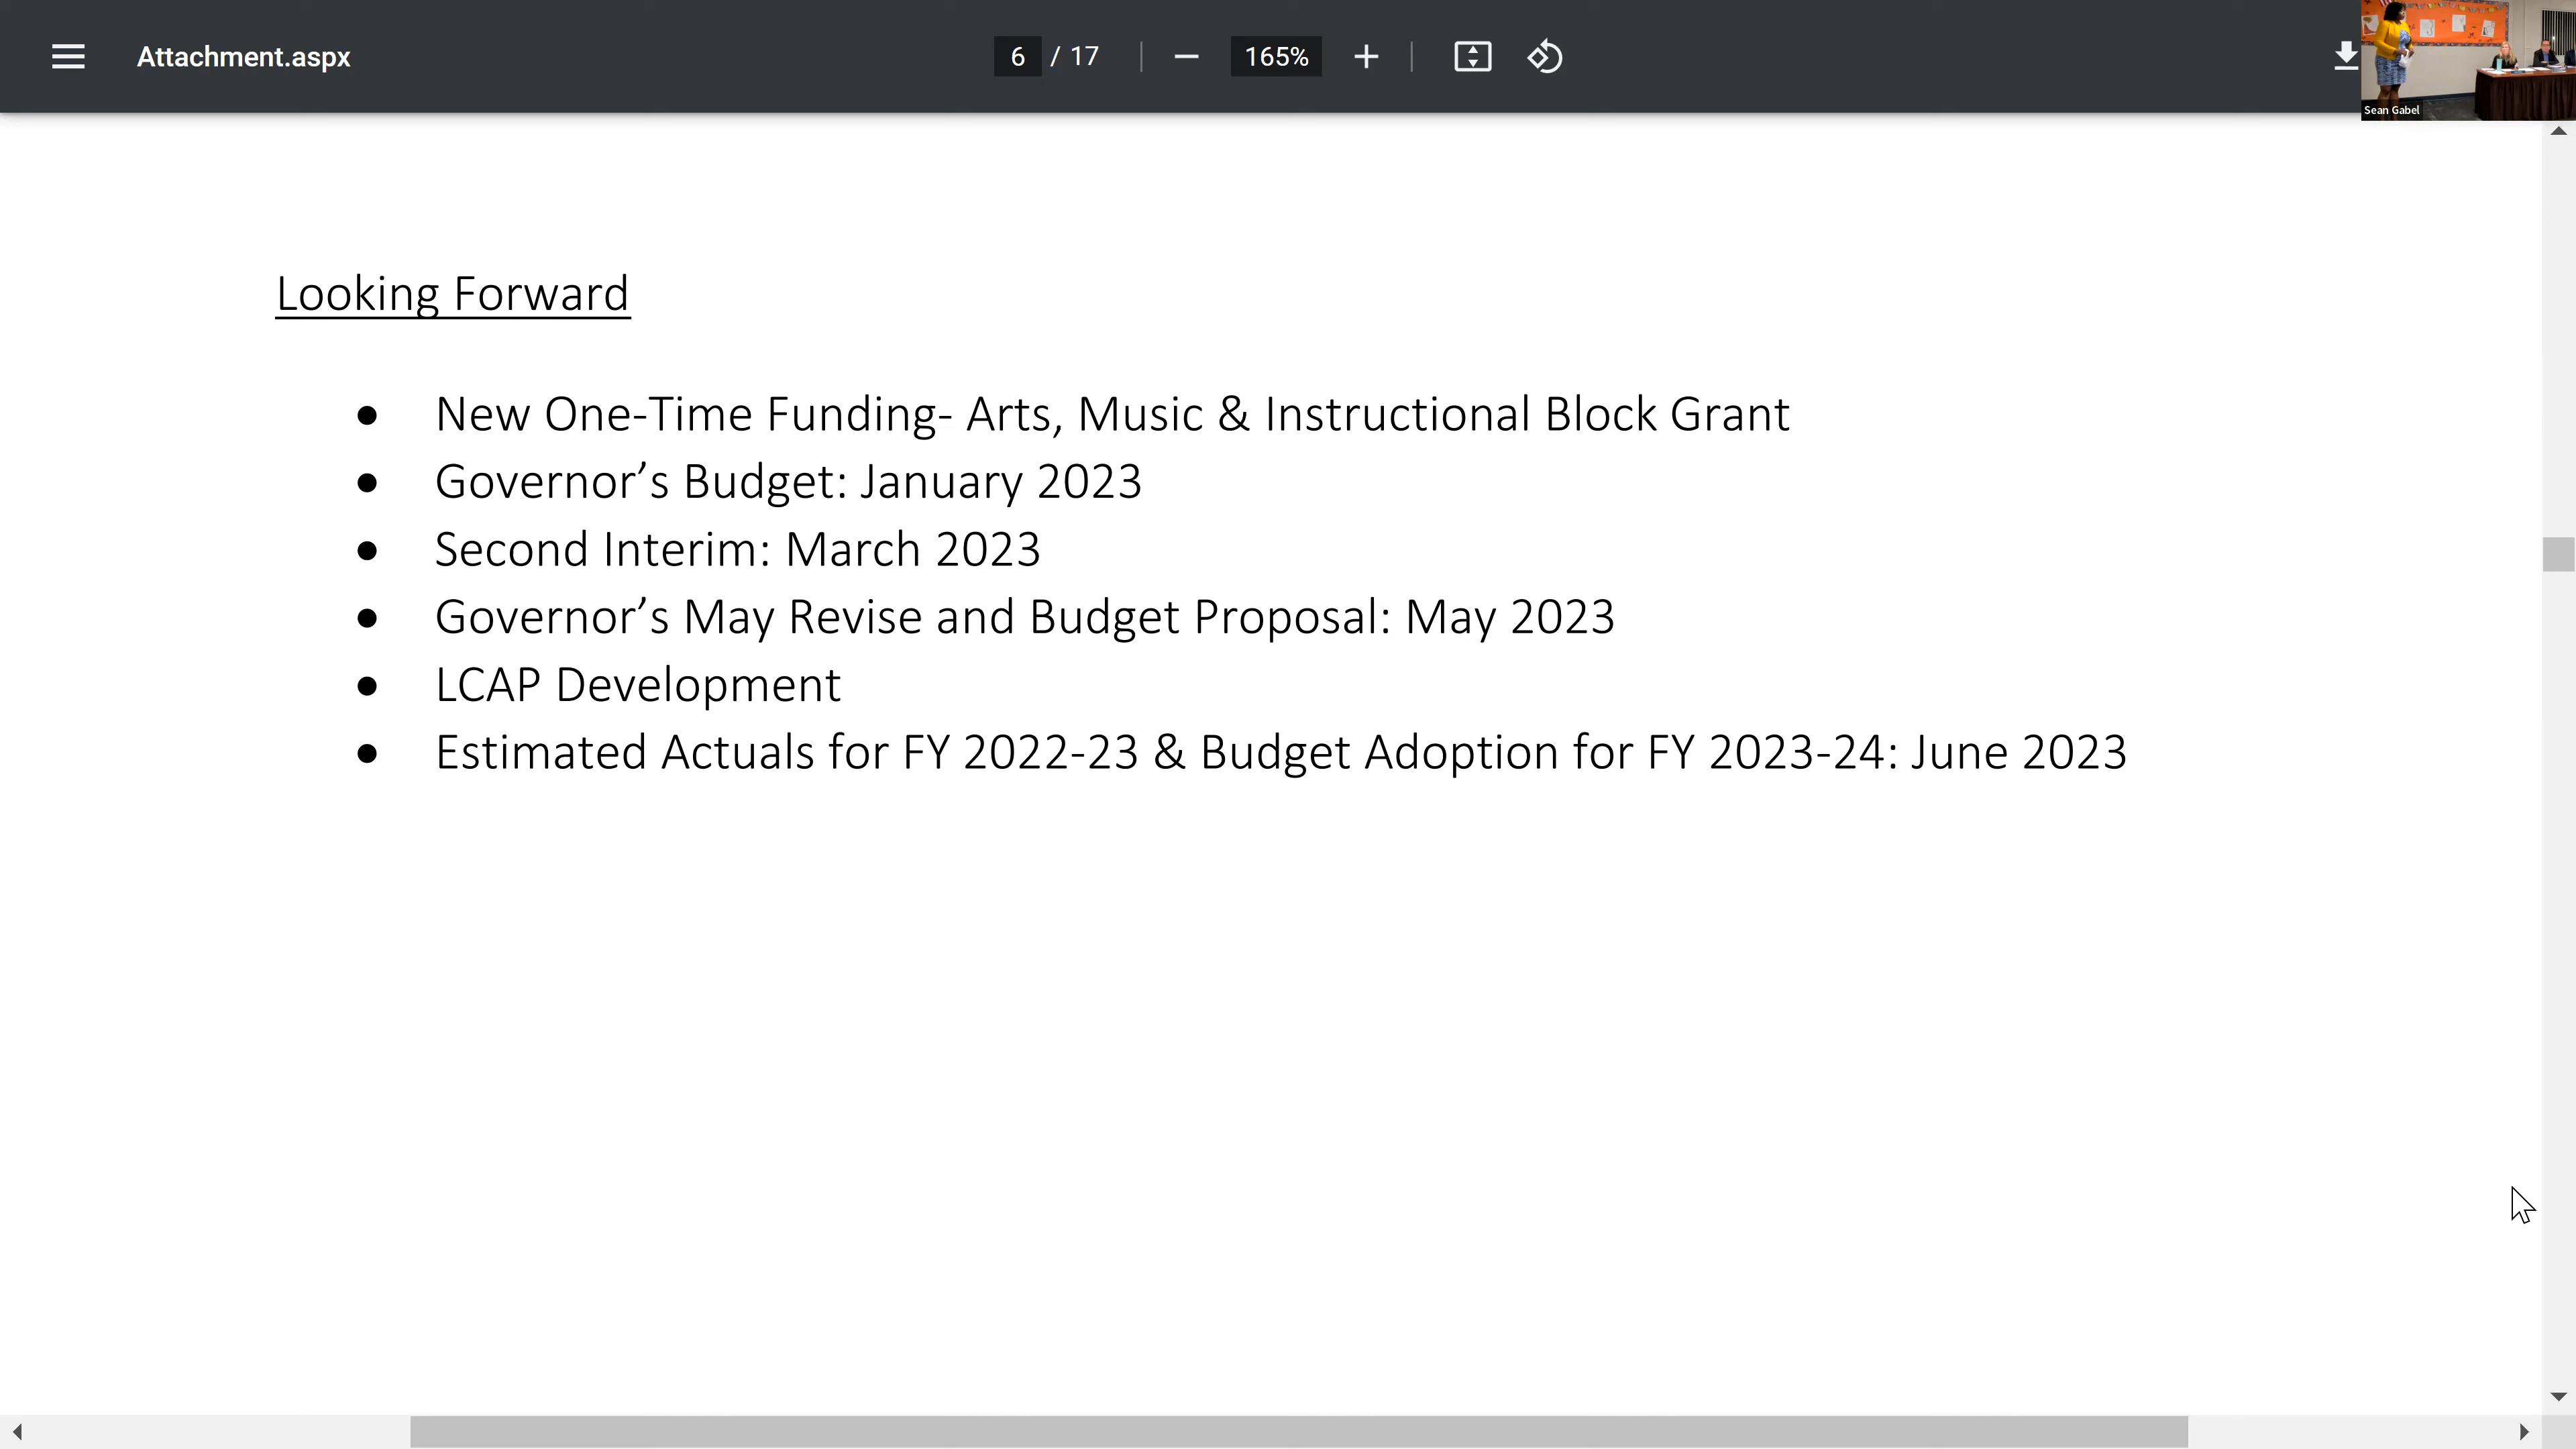 Attachment.aspx
6 / 17
165%
Sean Gabel
Looking Forward
● New One-Time Funding- Arts, Music & Instructional Block Grant
● Governor’s Budget: January 2023
● Second Interim: March 2023
● Governor’s May Revise and Budget Proposal: May 2023
● LCAP Development
● Estimated Actuals for FY 2022-23 & Budget Adoption for FY 2023-24: June 2023